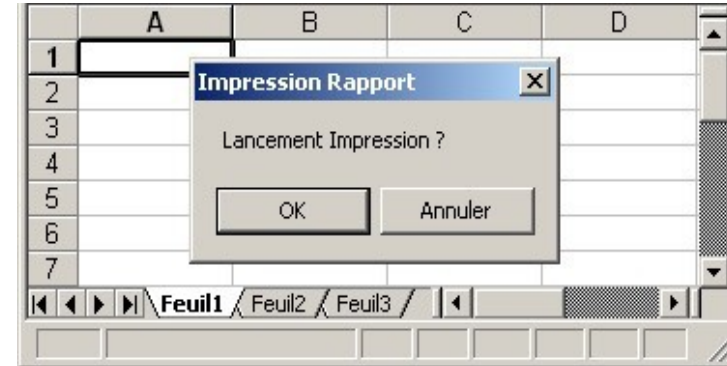 A B C D
1
Impression Rapport
2
3
Lancement Impression ?
4
5
OK Annuler
6
7
Feuil1 Feuil2 Feuil3